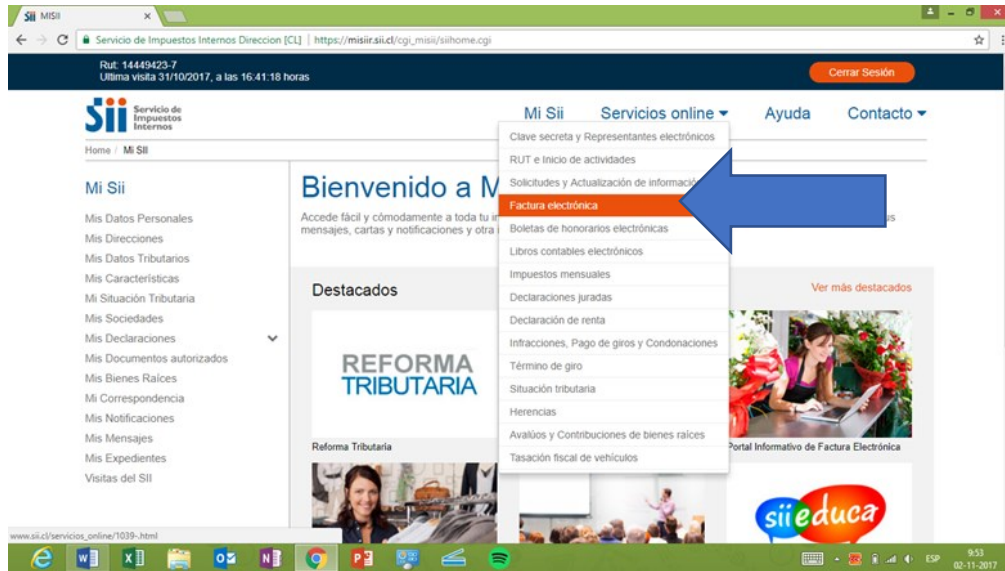 Sii MISII
Servicio de Impuestos Internos Direccion [CL] | https://misiir.sii.cl/cgi_misii/siihome.cgi
Rut: 14449423-7
Ultima visita 31/10/2017, a las 16:41:18 horas
Cerrar Sesión
Sii Servicio de
Impuestos
Internos
Mi Sii Servicios online Ayuda Contacto
Home / Mi SII
Clave secreta y Representantes electrónicos
RUT e Inicio de actividades
Solicitudes y Actualización de
Factura electrónica
Boletas de honorarios electrónicas
Libros contables electrónicos
Impuestos mensuales
Declaraciones juradas
Declaración de renta
Infracciones, Pago de giros y Condonaciones
Término de giro
Situación tributaria
Herencias
Avalúos y Contribuciones de bienes raíces
Tasación fiscal de vehículos
Mi Sii
Mis Datos Personales
Mis Direcciones
Mis Datos Tributarios
Mis Características
Mi Situación Tributaria
Mis Sociedades
Mis Declaraciones
Mis Documentos autorizados
Mis Bienes Raíces
Mi Correspondencia
Mis Notificaciones
Mis Mensajes
Mis Expedientes
Visitas del SII
Bienvenido a
Accede fácil y cómodamente a toda tu
mensajes, cartas y notificaciones y otra
Destacados
Ver más destacados
REFORMA
TRIBUTARIA
Reforma Tributaria
Portal Informativo de Factura Electrónica
siieduca
www.sii.cl/servicios_online/1039-.html
ESP
9:53
02-11-2017